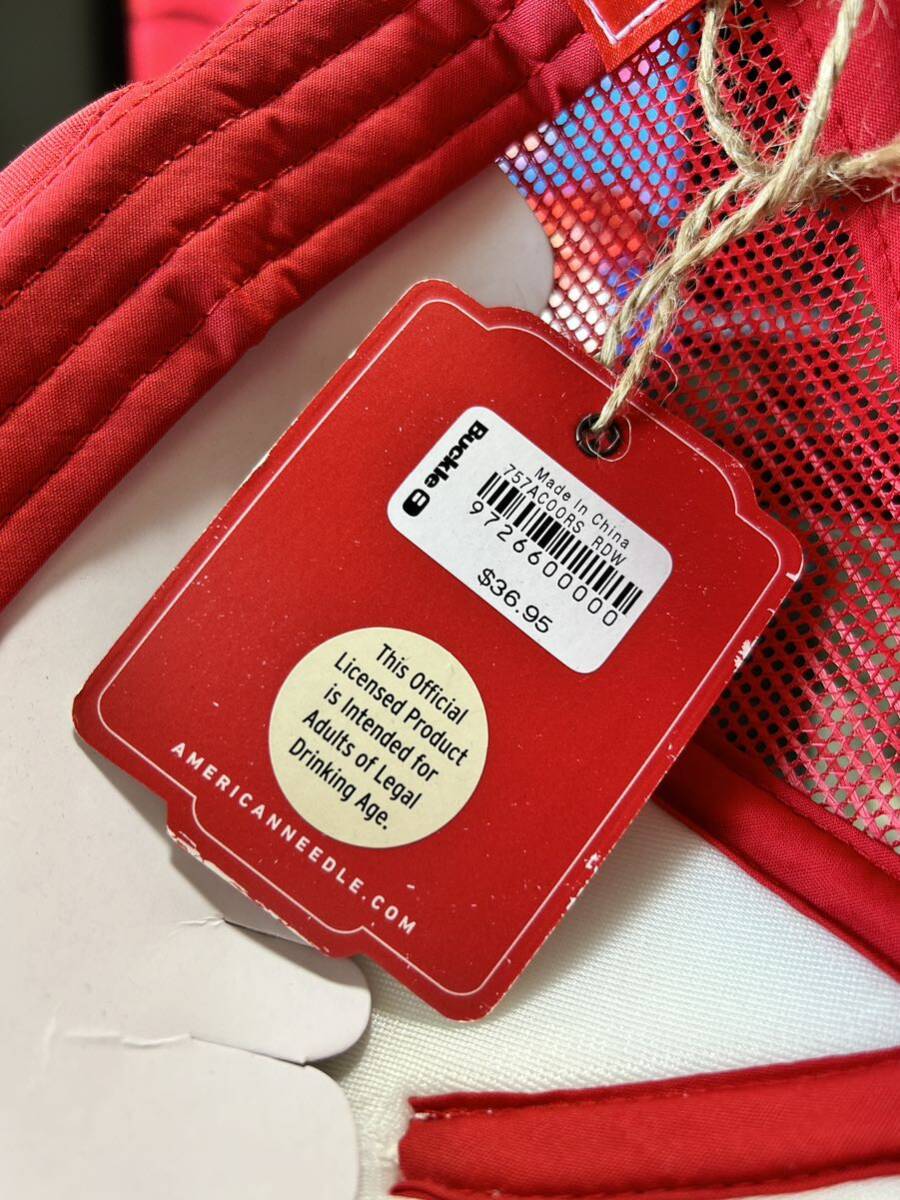 Buckle B
Made in China
757AC00RS RDW
9726600000
$36.95
This Official
Licensed Product
is Intended for
Adults of Legal
Drinking Age.
AMERICANNEEDLE.COM